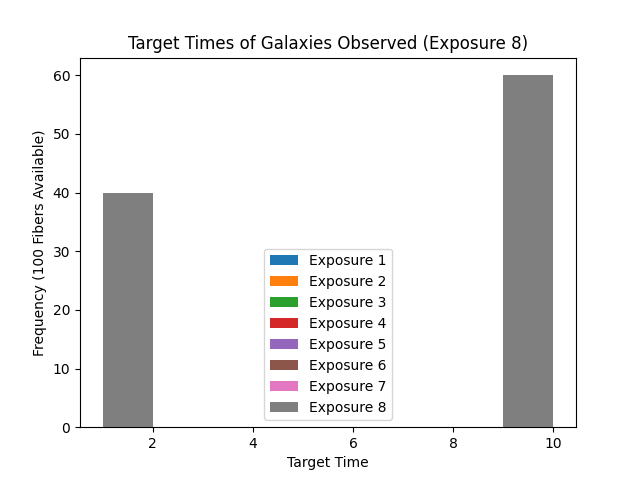 Target Times of Galaxies Observed (Exposure 8)
Frequency (100 Fibers Available)
60
50
40
30
20
10
0
Exposure 1
Exposure 2
Exposure 3
Exposure 4
Exposure 5
Exposure 6
Exposure 7
Exposure 8
2 4 6 8 10
Target Time